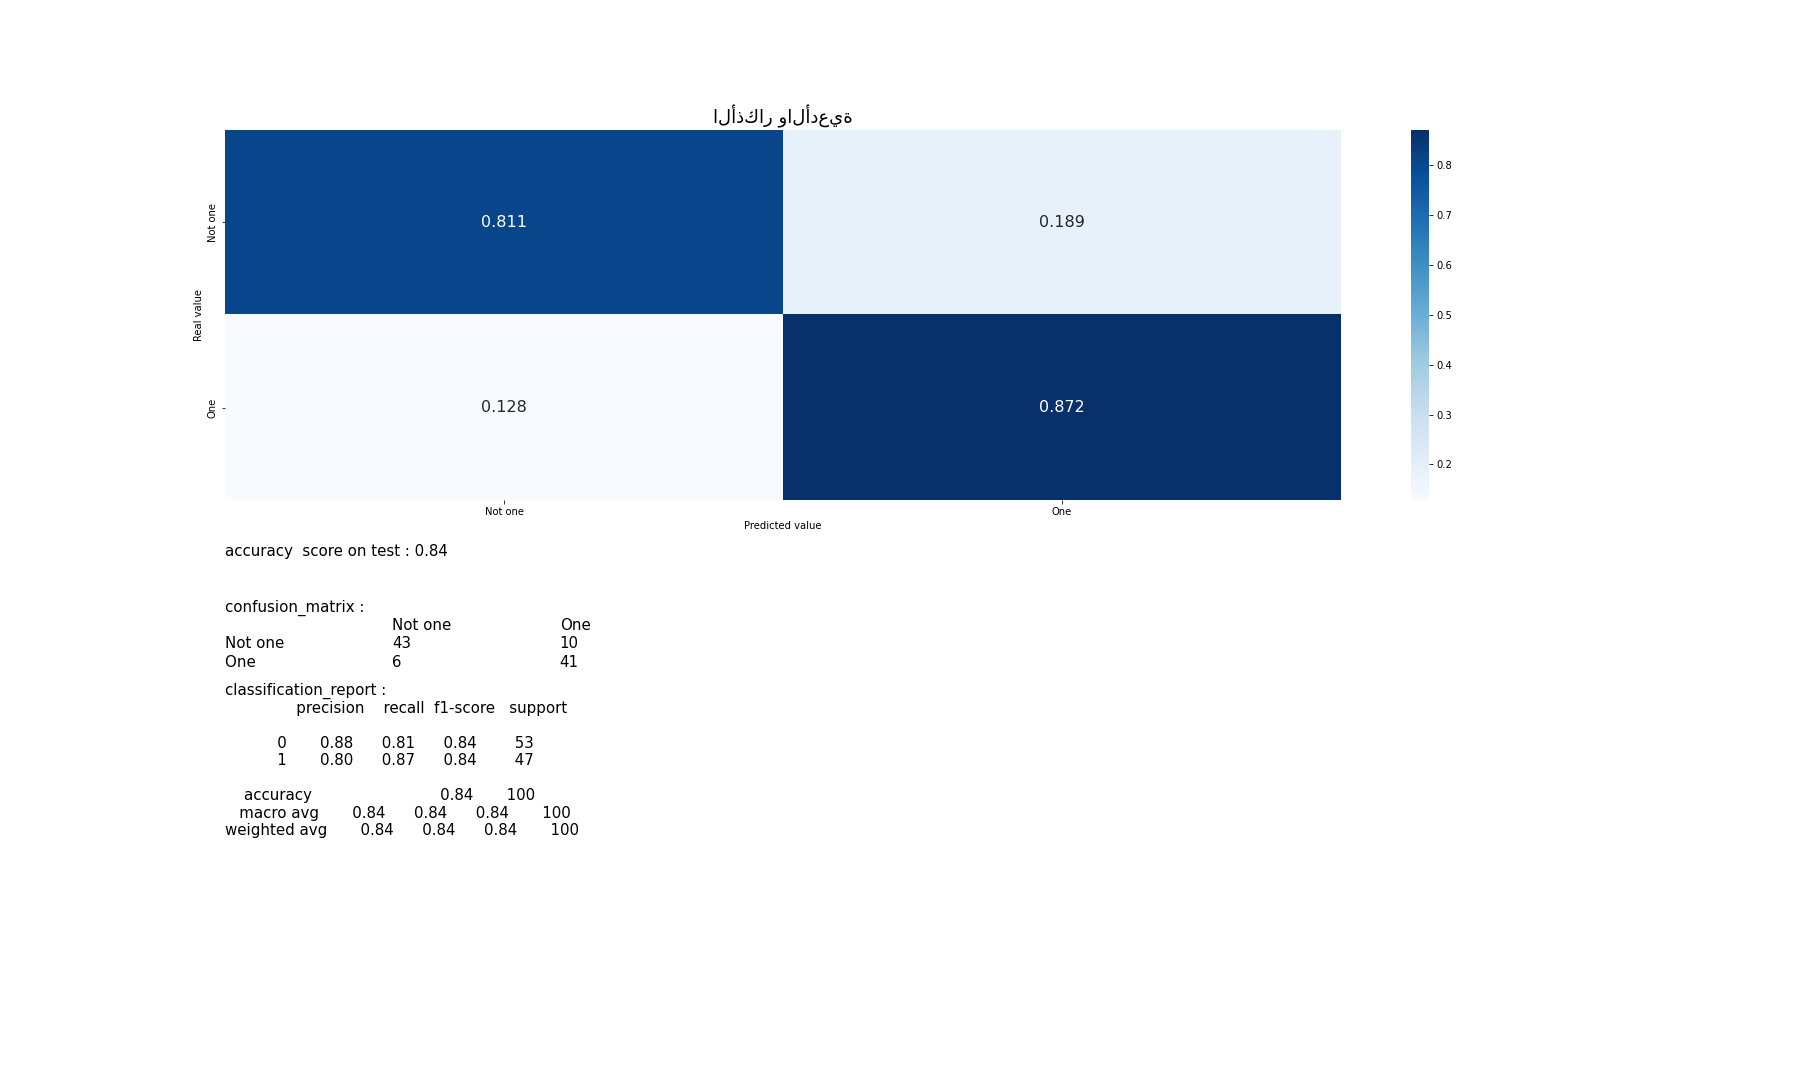 الأذكار والأدعية
0.811 0.189
0.128 0.872
Not one
One
Real value
Not one One
Predicted value
0.8
0.7
0.6
0.5
0.4
0.3
0.2
accuracy  score on test : 0.84
confusion_matrix :
Not one One
Not one 43 10
One 6 41
classification_report :
precision recall f1-score support
0 0.88 0.81 0.84 53
1 0.80 0.87 0.84 47
accuracy 0.84 100
macro avg 0.84 0.84 0.84 100
weighted avg 0.84 0.84 0.84 100